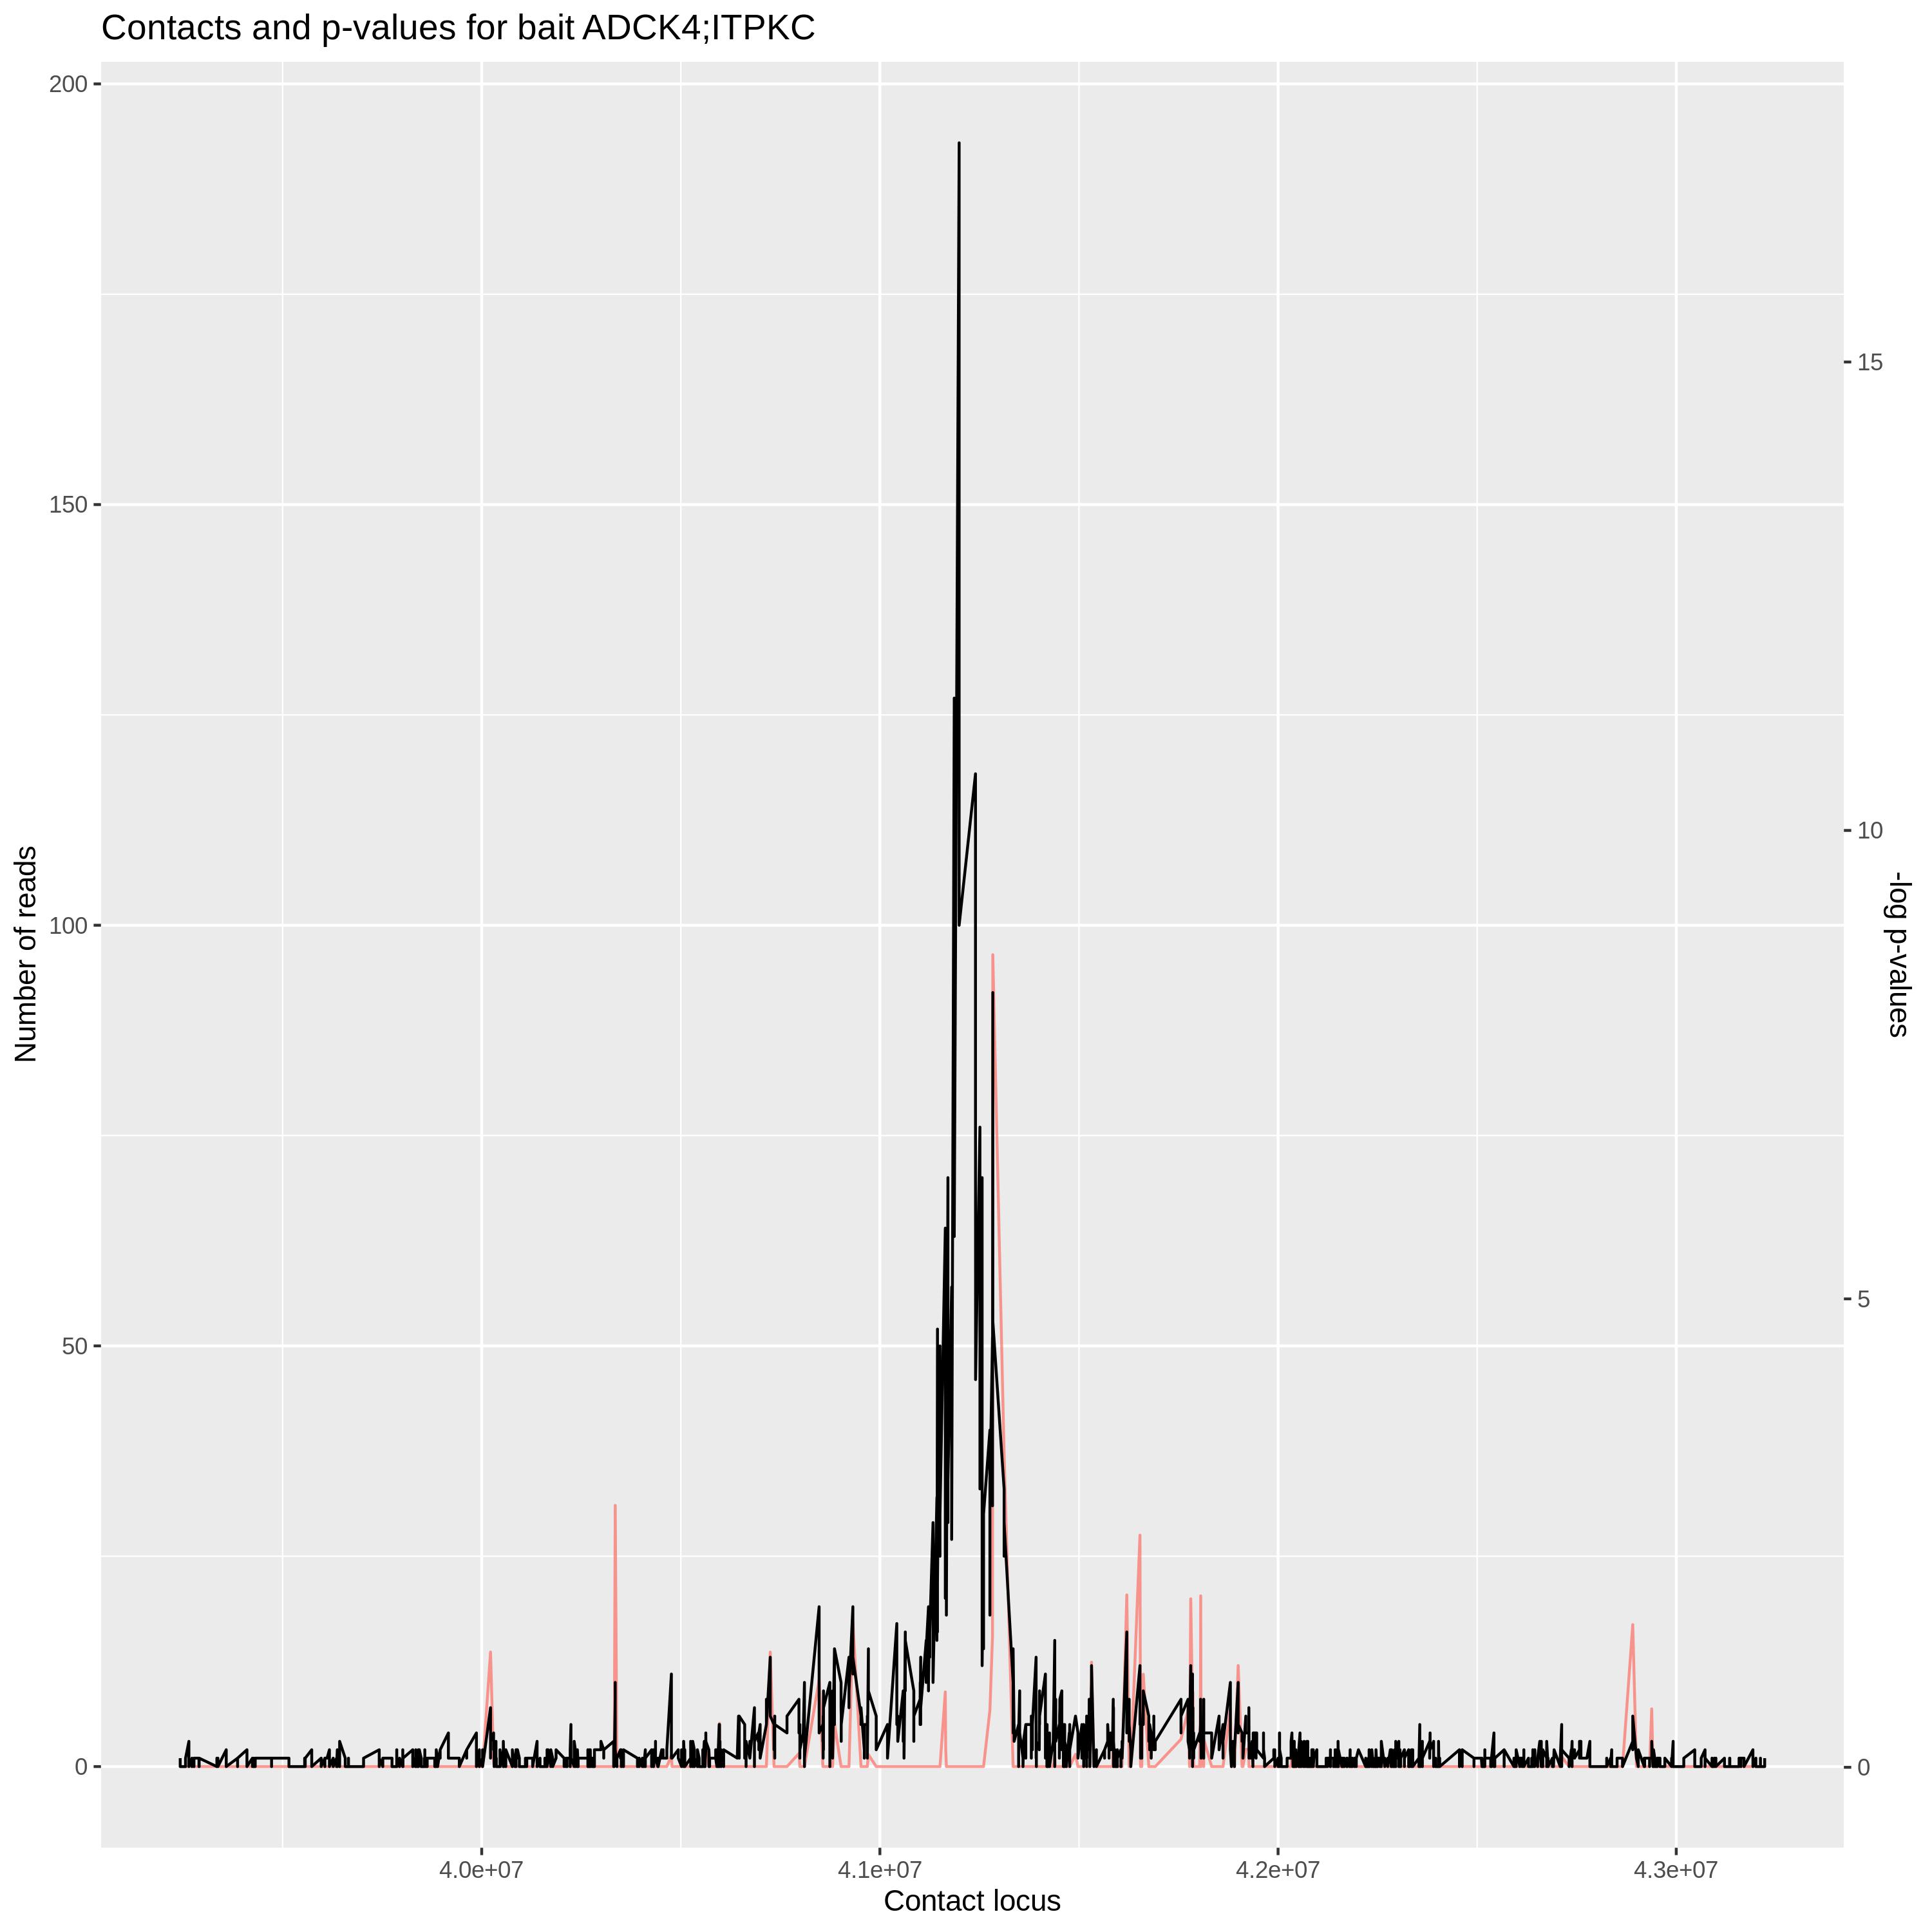 Contacts and p-values for bait ADCK4;ITPKC
200
150
100
50
0
Number of reads
15
10
5
0
-log p-values
4.0e+07
4.1e+07
4.2e+07
4.3e+07
Contact locus